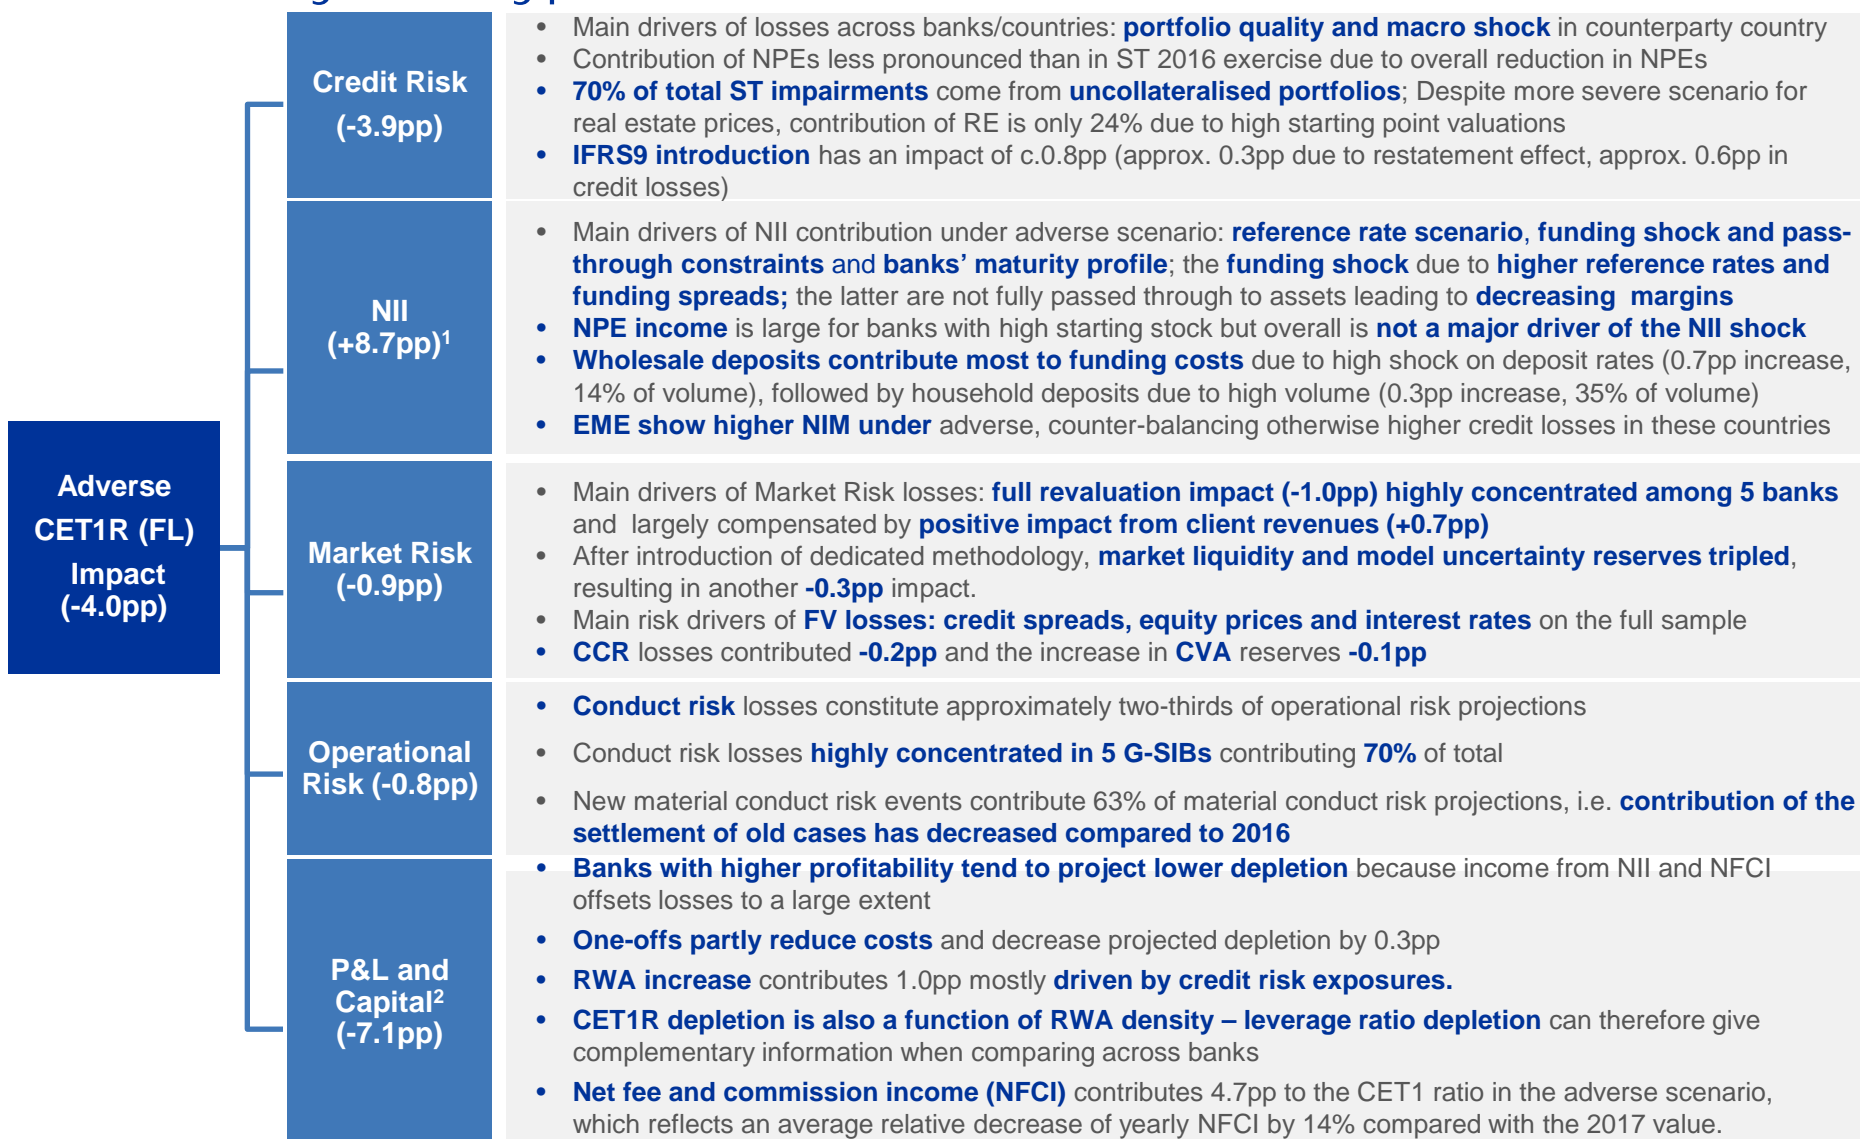 Credit Risk
(-3.9pp)
• Main drivers of losses across banks/countries: portfolio quality and macro shock in counterparty country
• Contribution of NPEs less pronounced than in ST 2016 exercise due to overall reduction in NPEs
• 70% of total ST impairments come from uncollateralised portfolios; Despite more severe scenario for
real estate prices, contribution of RE is only 24% due to high starting point valuations
• IFRS9 introduction has an impact of c.0.8pp (approx. 0.3pp due to restatement effect, approx. 0.6pp in
credit losses)
NII
(+8.7pp)¹
• Main drivers of NII contribution under adverse scenario: reference rate scenario, funding shock and pass-
through constraints and banks’ maturity profile; the funding shock due to higher reference rates and
funding spreads; the latter are not fully passed through to assets leading to decreasing margins
• NPE income is large for banks with high starting stock but overall is not a major driver of the NII shock
• Wholesale deposits contribute most to funding costs due to high shock on deposit rates (0.7pp increase,
14% of volume), followed by household deposits due to high volume (0.3pp increase, 35% of volume)
• EME show higher NIM under adverse, counter-balancing otherwise higher credit losses in these countries
Adverse
CET1R (FL)
Impact
(-4.0pp)
Market Risk
(-0.9pp)
• Main drivers of Market Risk losses: full revaluation impact (-1.0pp) highly concentrated among 5 banks
and largely compensated by positive impact from client revenues (+0.7pp)
• After introduction of dedicated methodology, market liquidity and model uncertainty reserves tripled,
resulting in another -0.3pp impact.
• Main risk drivers of FV losses: credit spreads, equity prices and interest rates on the full sample
• CCR losses contributed -0.2pp and the increase in CVA reserves -0.1pp
Operational
Risk (-0.8pp)
• Conduct risk losses constitute approximately two-thirds of operational risk projections
• Conduct risk losses highly concentrated in 5 G-SIBs contributing 70% of total
• New material conduct risk events contribute 63% of material conduct risk projections, i.e. contribution of the
settlement of old cases has decreased compared to 2016
P&L and
Capital²
(-7.1pp)
• Banks with higher profitability tend to project lower depletion because income from NII and NFCI
offsets losses to a large extent
• One-offs partly reduce costs and decrease projected depletion by 0.3pp
• RWA increase contributes 1.0pp mostly driven by credit risk exposures.
• CET1R depletion is also a function of RWA density – leverage ratio depletion can therefore give
complementary information when comparing across banks
• Net fee and commission income (NFCI) contributes 4.7pp to the CET1 ratio in the adverse scenario,
which reflects an average relative decrease of yearly NFCI by 14% compared with the 2017 value.